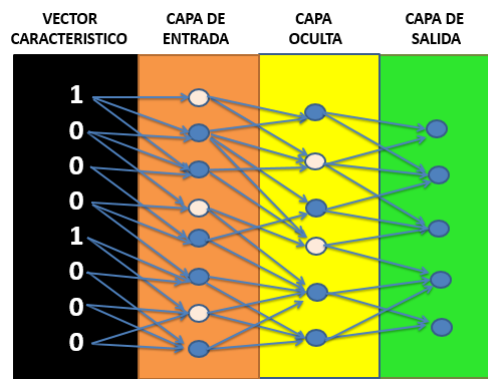 VECTOR
CARACTERISTICO
CAPA DE
ENTRADA
CAPA
OCULTA
CAPA DE
SALIDA
1
0
0
0
1
0
0
0